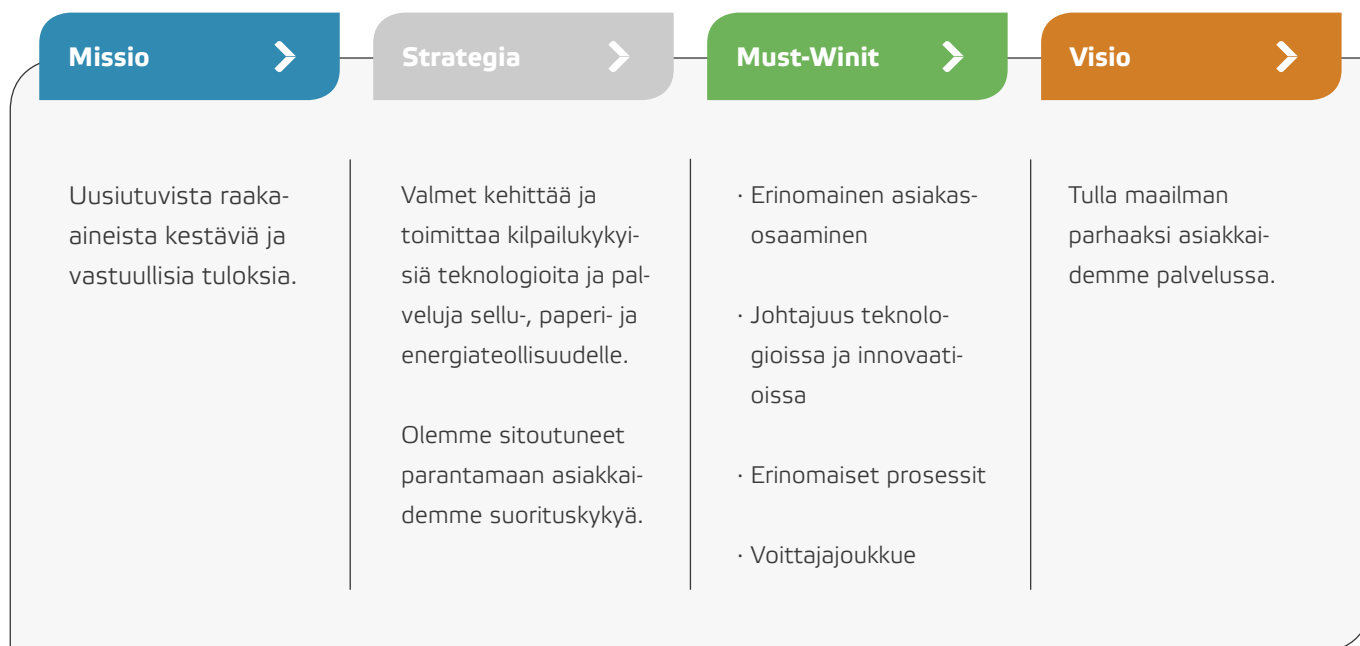 Missio
Uusiutuvista raaka-
aineista kestäviä ja
vastuullisia tuloksia.
Strategia
Valmet kehittää ja
toimittaa kilpailukykyi-
siä teknologioita ja pal-
veluja sellu-, paperi- ja
energiateollisuudelle.
Olemme sitoutuneet
parantamaan asiakkai-
demme suorituskykyä.
Must-Winit
· Erinomainen asiakas-
osaaminen
· Johtajuus teknolo-
gioissa ja innovaati-
oissa
· Erinomaiset prosessit
· Voittajajoukkue
Visio
Tulla maailman
parhaaksi asiakkai-
demme palvelussa.